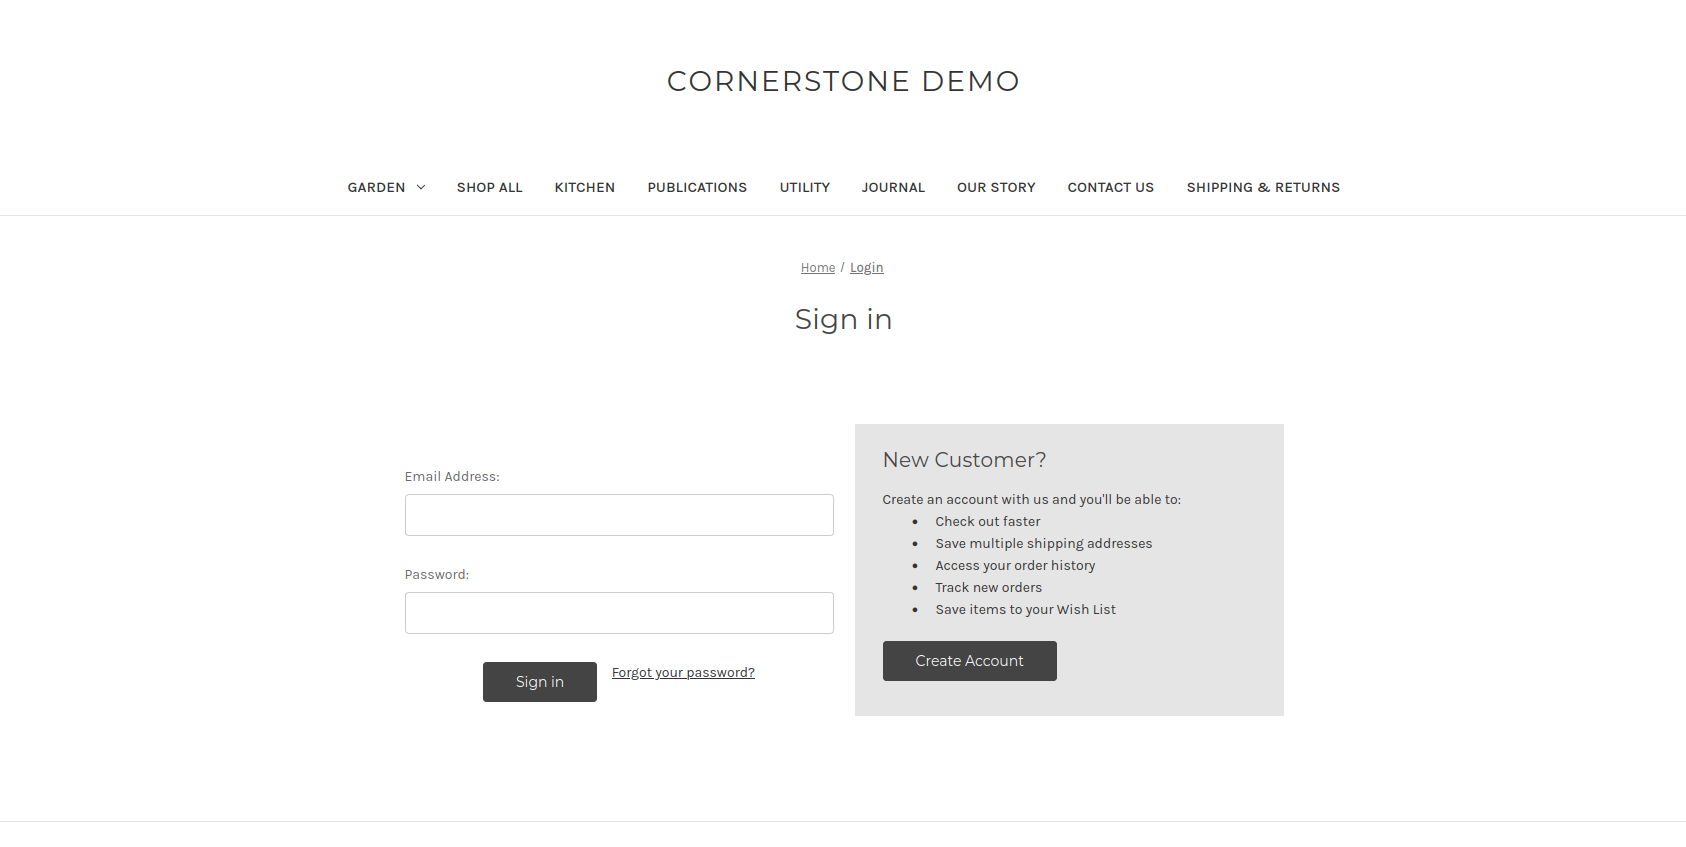 CORNERSTONE DEMO
GARDEN SHOP ALL KITCHEN PUBLICATIONS UTILITY JOURNAL OUR STORY CONTACT US SHIPPING & RETURNS
Home / Login
Sign in
Email Address:
Password:
Sign in Forgot your password?
New Customer?
Create an account with us and you'll be able to:
• Check out faster
• Save multiple shipping addresses
• Access your order history
• Track new orders
• Save items to your Wish List
Create Account